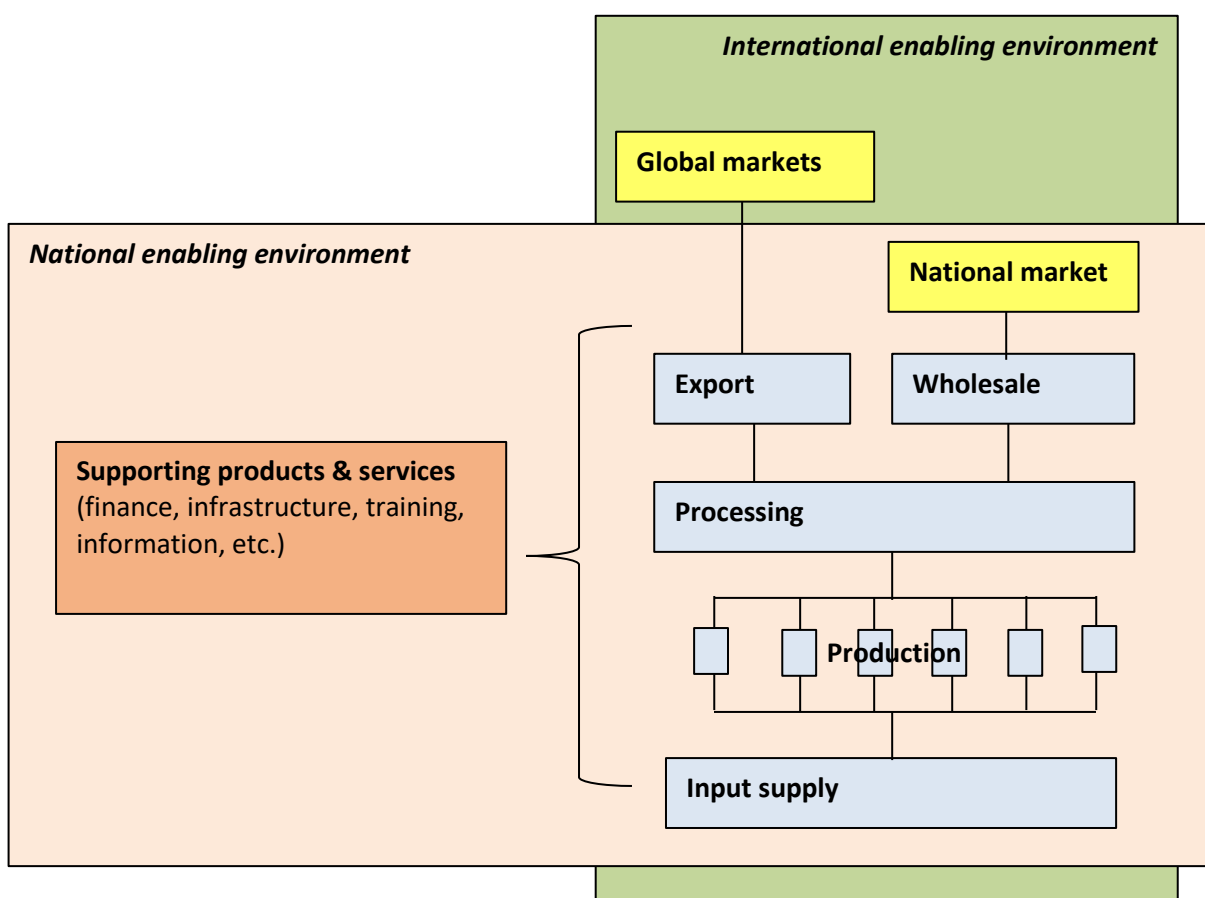 International enabling environment
Global markets
National enabling environment
National market
Export
Wholesale
Supporting products & services
(finance, infrastructure, training,
information, etc.)
Processing
Production
Input supply